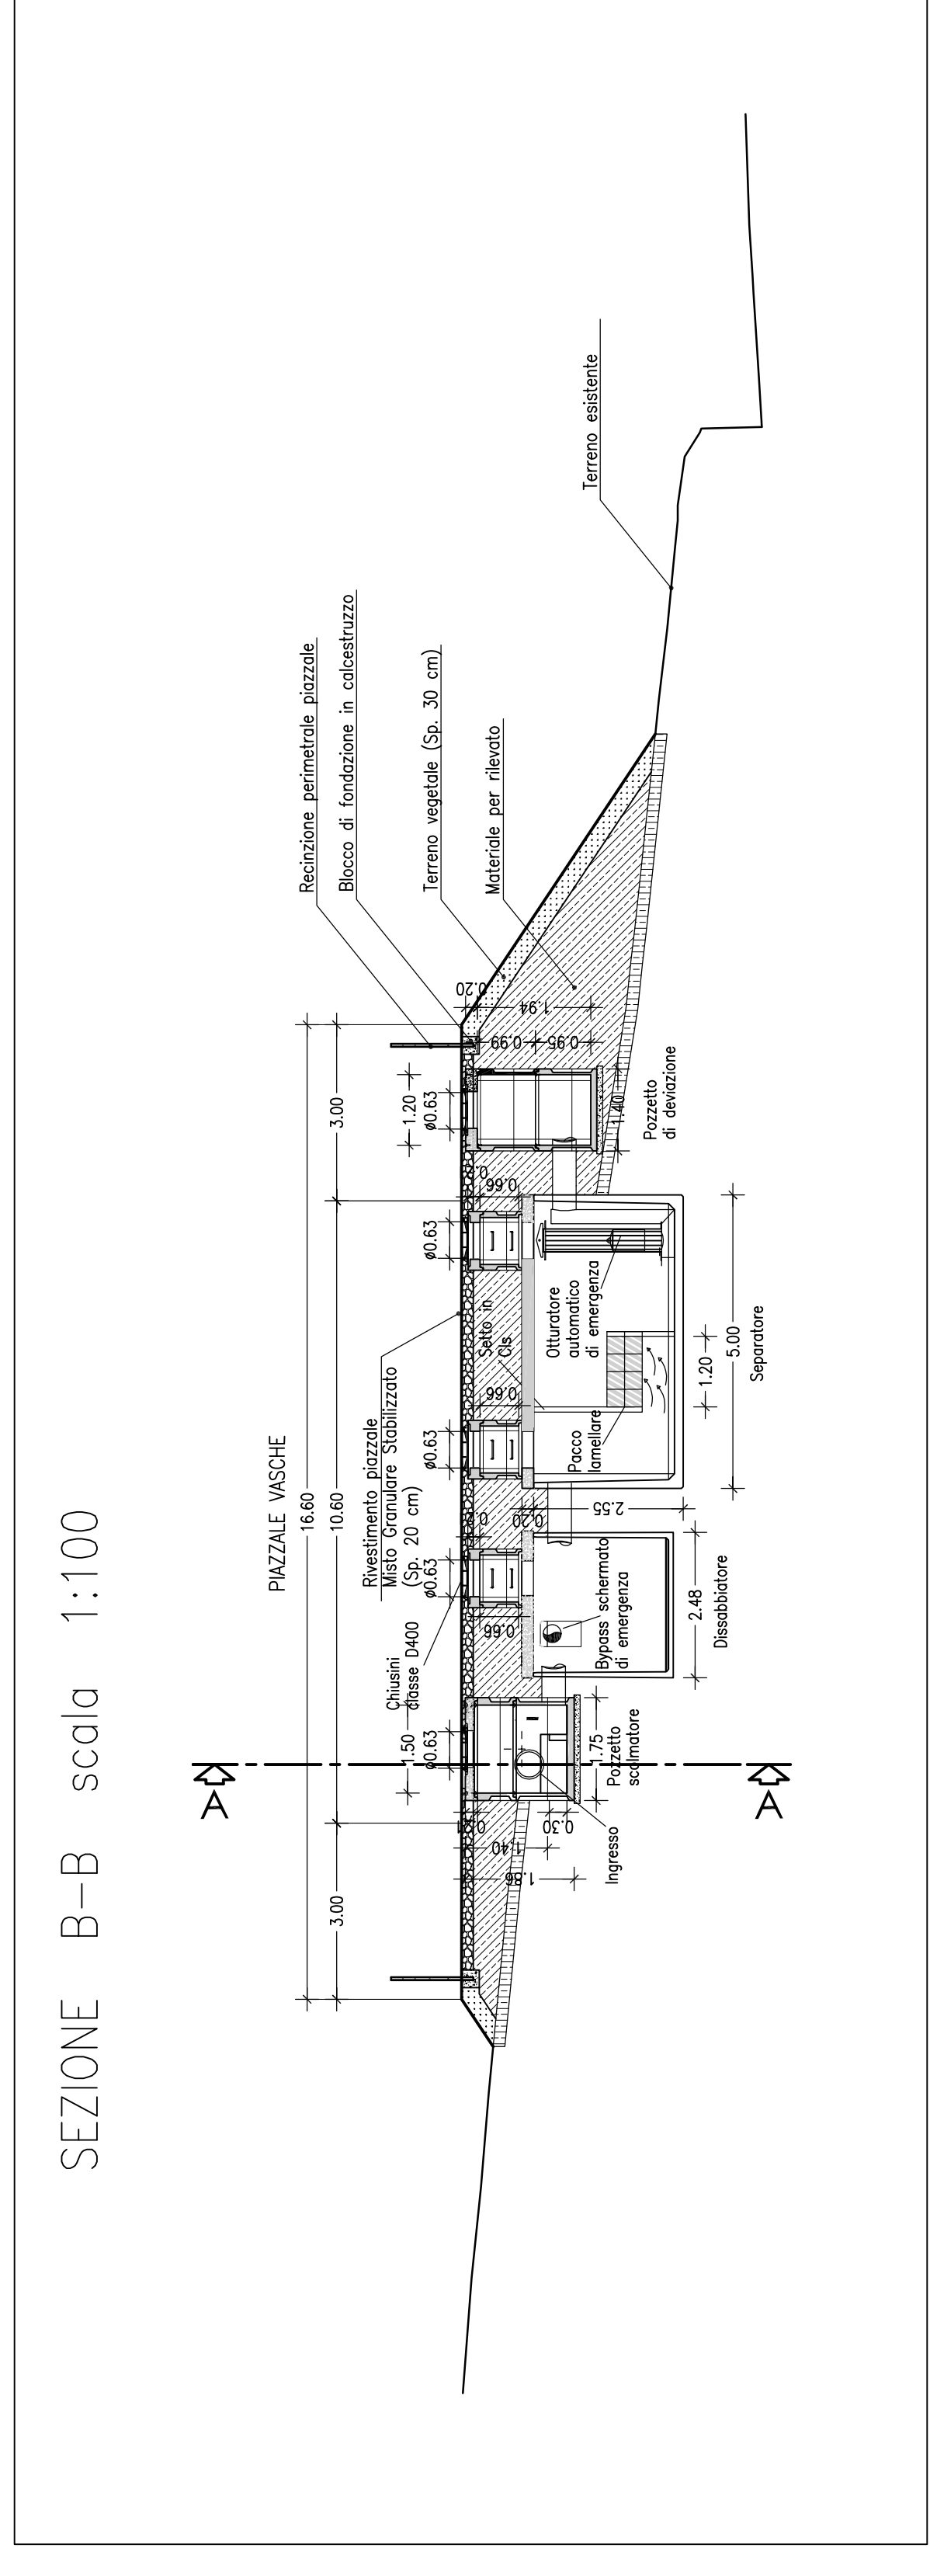 SEZIONE B-B scala 1:100
PIAZZALE VASCHE
16.60
3.00
10.60
3.00
Recinzione perimetrale piazzale
Blocco di fondazione in calcestruzzo
Terreno vegetale (Sp. 30 cm)
Materiale per rilevato
Terreno esistente
Rivestimento piazzale
Misto Granulare Stabilizzato
(Sp. 20 cm)
Chiusini
classe D400
1.50
1.20
ø0.63
ø0.63
ø0.63
ø0.63
ø0.63
A
A
1.86
1.40
0.30
Ingresso
1.75
Pozzetto
scolmatore
0.66
Bypass schermato
di emergenza
2.48
Dissabbiatore
0.20
2.55
0.66
Setto in
Cls
Pacco
lamellare
Otturatore
automatico
di emergenza
1.20
5.00
Separatore
0.66
1.40
Pozzetto
di deviazione
0.99
0.95
1.94
0.20